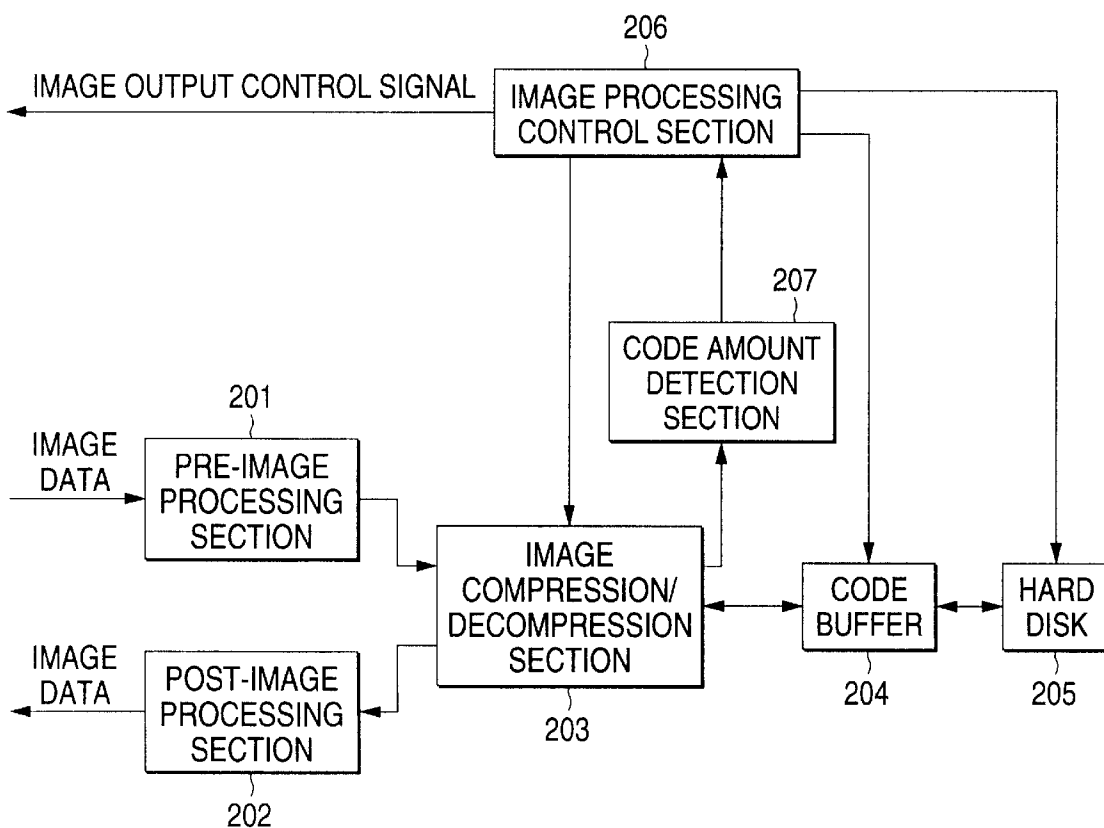 206
IMAGE OUTPUT CONTROL SIGNAL
IMAGE PROCESSING
CONTROL SECTION
207
CODE AMOUNT
DETECTION
SECTION
201
IMAGE
DATA
PRE-IMAGE
PROCESSING
SECTION
IMAGE
COMPRESSION/
DECOMPRESSION
SECTION
203
CODE
BUFFER
204
HARD
DISK
205
IMAGE
DATA
POST-IMAGE
PROCESSING
SECTION
202